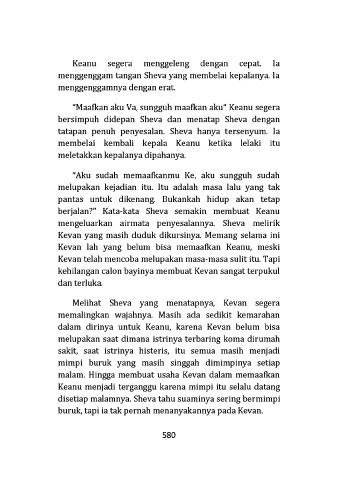 Keanu segera menggeleng dengan cepat. Ia
menggenggam tangan Sheva yang membelai kepalanya. Ia
menggenggamnya dengan erat.
"Maafkan aku Va, sungguh maafkan aku" Keanu segera
bersimpuh didepan Sheva dan menatap Sheva dengan
tatapan penuh penyesalan. Sheva hanya tersenyum. Ia
membelai kembali kepala Keanu ketika lelaki itu
meletakkan kepalanya dipahanya.
"Aku sudah memaafkanmu Ke, aku sungguh sudah
melupakan kejadian itu. Itu adalah masa lalu yang tak
pantas untuk dikenang. Bukankah hidup akan tetap
berjalan?" Kata-kata Sheva semakin membuat Keanu
mengeluarkan airmata penyesalannya. Sheva melirik
Kevan yang masih duduk dikursinya. Memang selama ini
Kevan lah yang belum bisa memaafkan Keanu, meski
Kevan telah mencoba melupakan masa-masa sulit itu. Tapi
kehilangan calon bayinya membuat Kevan sangat terpukul
dan terluka.
Melihat Sheva yang menatapnya, Kevan segera
memalingkan wajahnya. Masih ada sedikit kemarahan
dalam dirinya untuk Keanu, karena Kevan belum bisa
melupakan saat dimana istrinya terbaring koma dirumah
sakit, saat istrinya histeris, itu semua masih menjadi
mimpi buruk yang masih singgah dimimpinya setiap
malam. Hingga membuat usaha Kevan dalam memaafkan
Keanu menjadi terganggu karena mimpi itu selalu datang
disetiap malamnya. Sheva tahu suaminya sering bermimpi
buruk, tapi ia tak pernah menanyakannya pada Kevan.
580